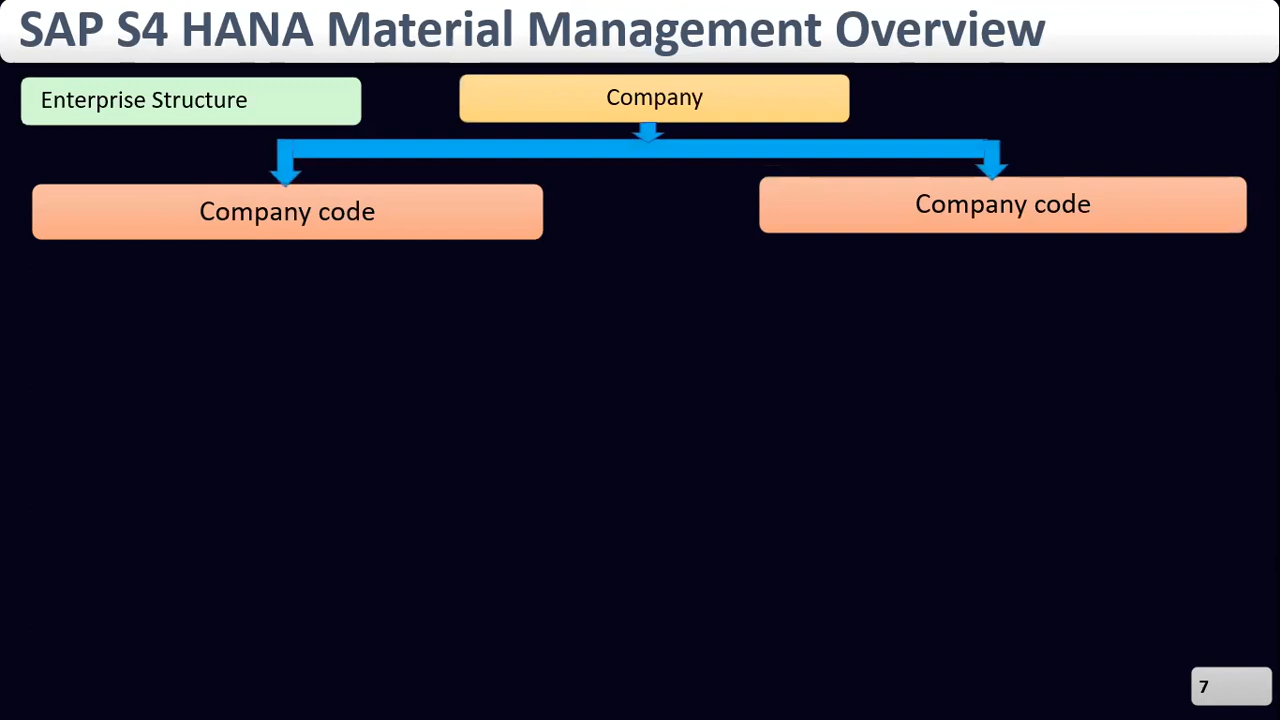 SAP S4 HANA Material Management Overview
Enterprise Structure
Company
Company code
Company code
7